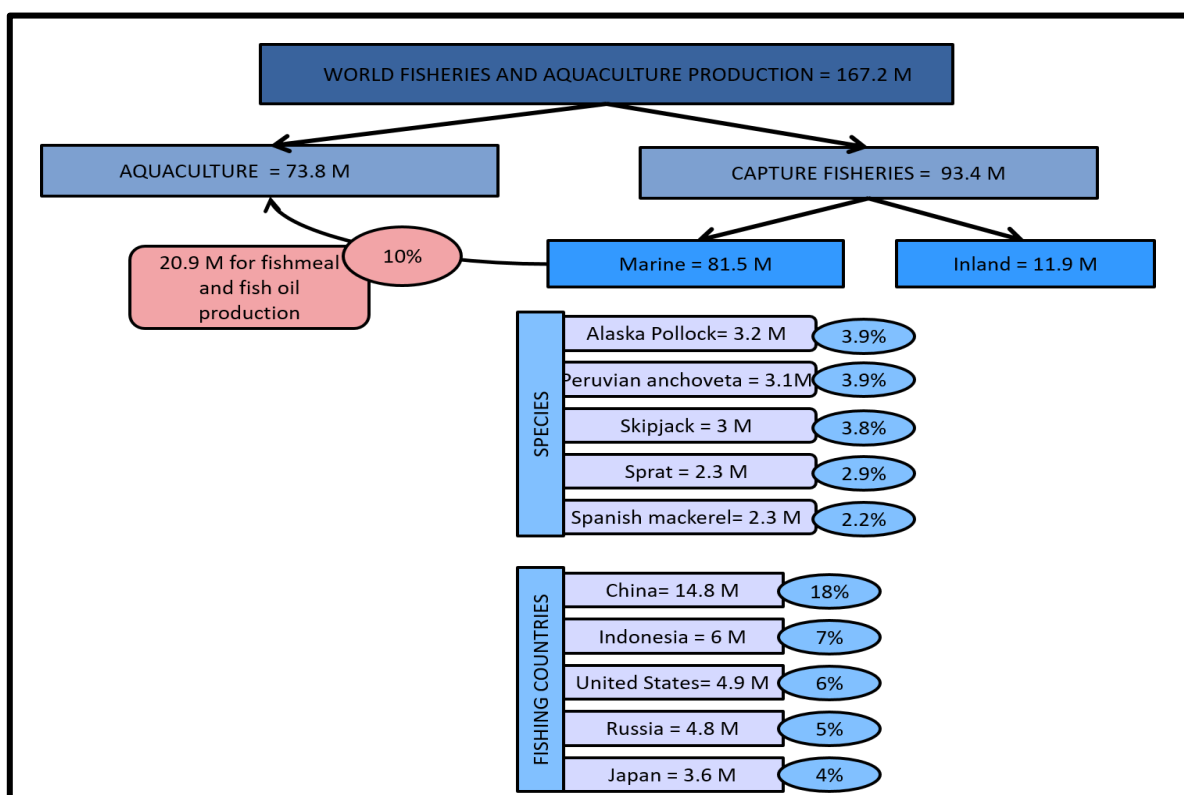 WORLD FISHERIES AND AQUACULTURE PRODUCTION = 167.2 M
AQUACULTURE = 73.8 M
CAPTURE FISHERIES = 93.4 M
20.9 M for fishmeal
and fish oil
production
10%
Marine = 81.5 M
Inland = 11.9 M
SPECIES
Alaska Pollock= 3.2 M
3.9%
Peruvian anchoveta = 3.1M
3.9%
Skipjack = 3 M
3.8%
Sprat = 2.3 M
2.9%
Spanish mackerel= 2.3 M
2.2%
FISHING COUNTRIES
China= 14.8 M
18%
Indonesia = 6 M
7%
United States= 4.9 M
6%
Russia = 4.8 M
5%
Japan = 3.6 M
4%